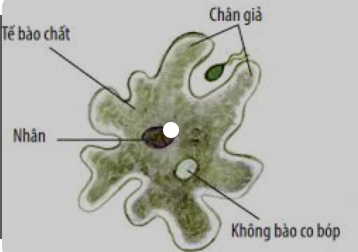 Chân giả
Tế bào chất
Nhân
Không bào co bóp